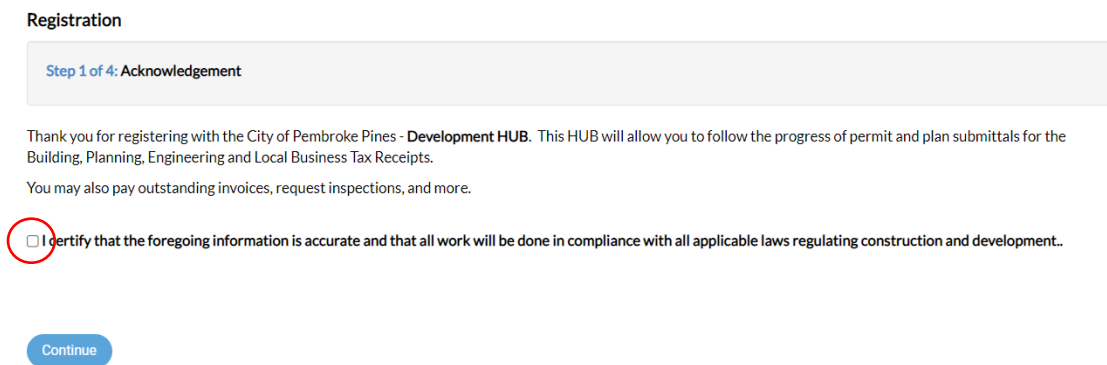 Registration
Step 1 of 4: Acknowledgement
Thank you for registering with the City of Pembroke Pines - Development HUB. This HUB will allow you to follow the progress of permit and plan submittals for the
Building, Planning, Engineering and Local Business Tax Receipts.
You may also pay outstanding invoices, request inspections, and more.
I certify that the foregoing information is accurate and that all work will be done in compliance with all applicable laws regulating construction and development..
Continue